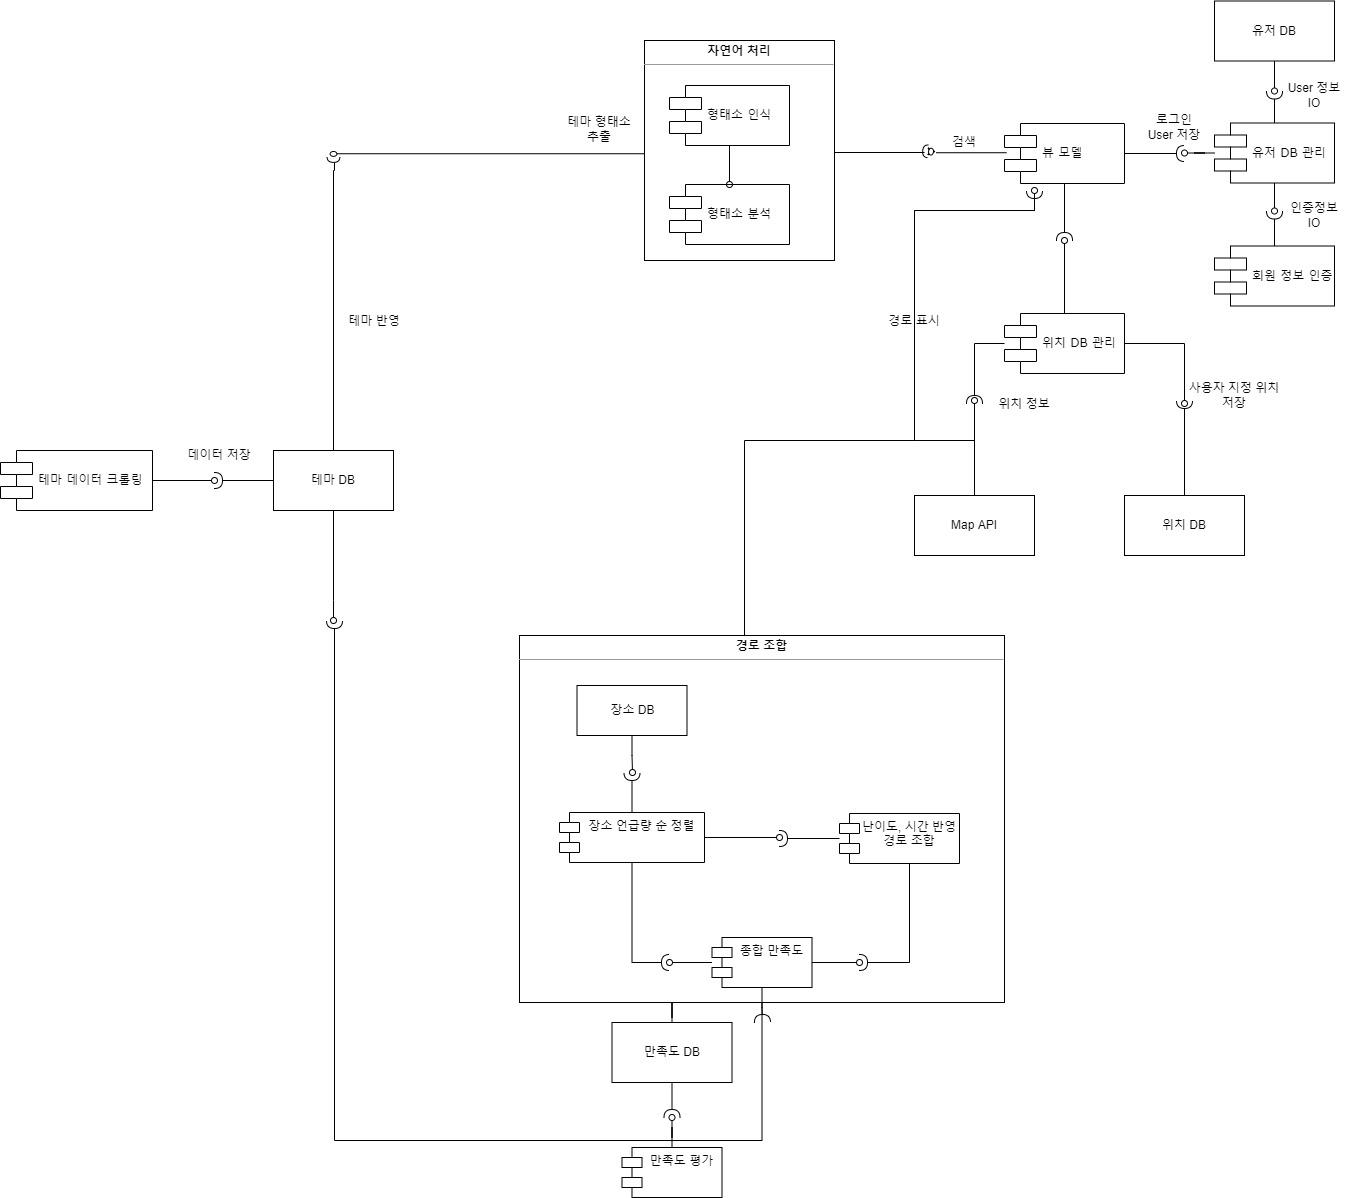 유저 DB
User 정보
IO
자연어 처리
형태소 인식
형태소 분석
테마 형태소
추출
검색
뷰 모델
로그인
User 저장
유저 DB 관리
인증정보
IO
회원 정보 인증
테마 반영
경로 표시
위치 DB 관리
위치 정보
사용자 지정 위치
저장
데이터 저장
테마 데이터 크롤링
테마 DB
Map API
위치 DB
경로 조합
장소 DB
장소 언급량 순 정렬
난이도, 시간 반영
경로 조합
종합 만족도
만족도 DB
만족도 평가